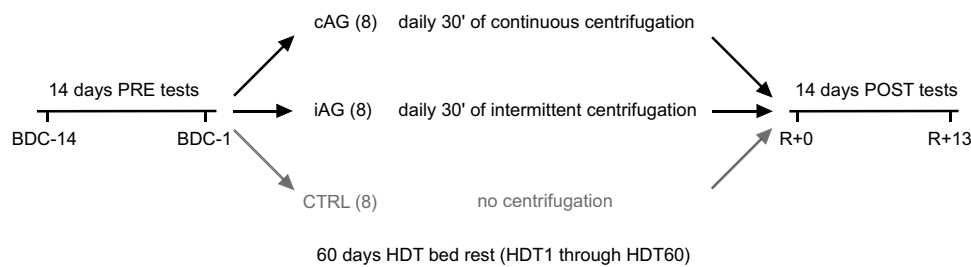 cAG (8) daily 30' of continuous centrifugation
14 days PRE tests
14 days POST tests
iAG (8) daily 30' of intermittent centrifugation
BDC-14 BDC-1
R+0 R+13
CTRL (8) no centrifugation
60 days HDT bed rest (HDT1 through HDT60)